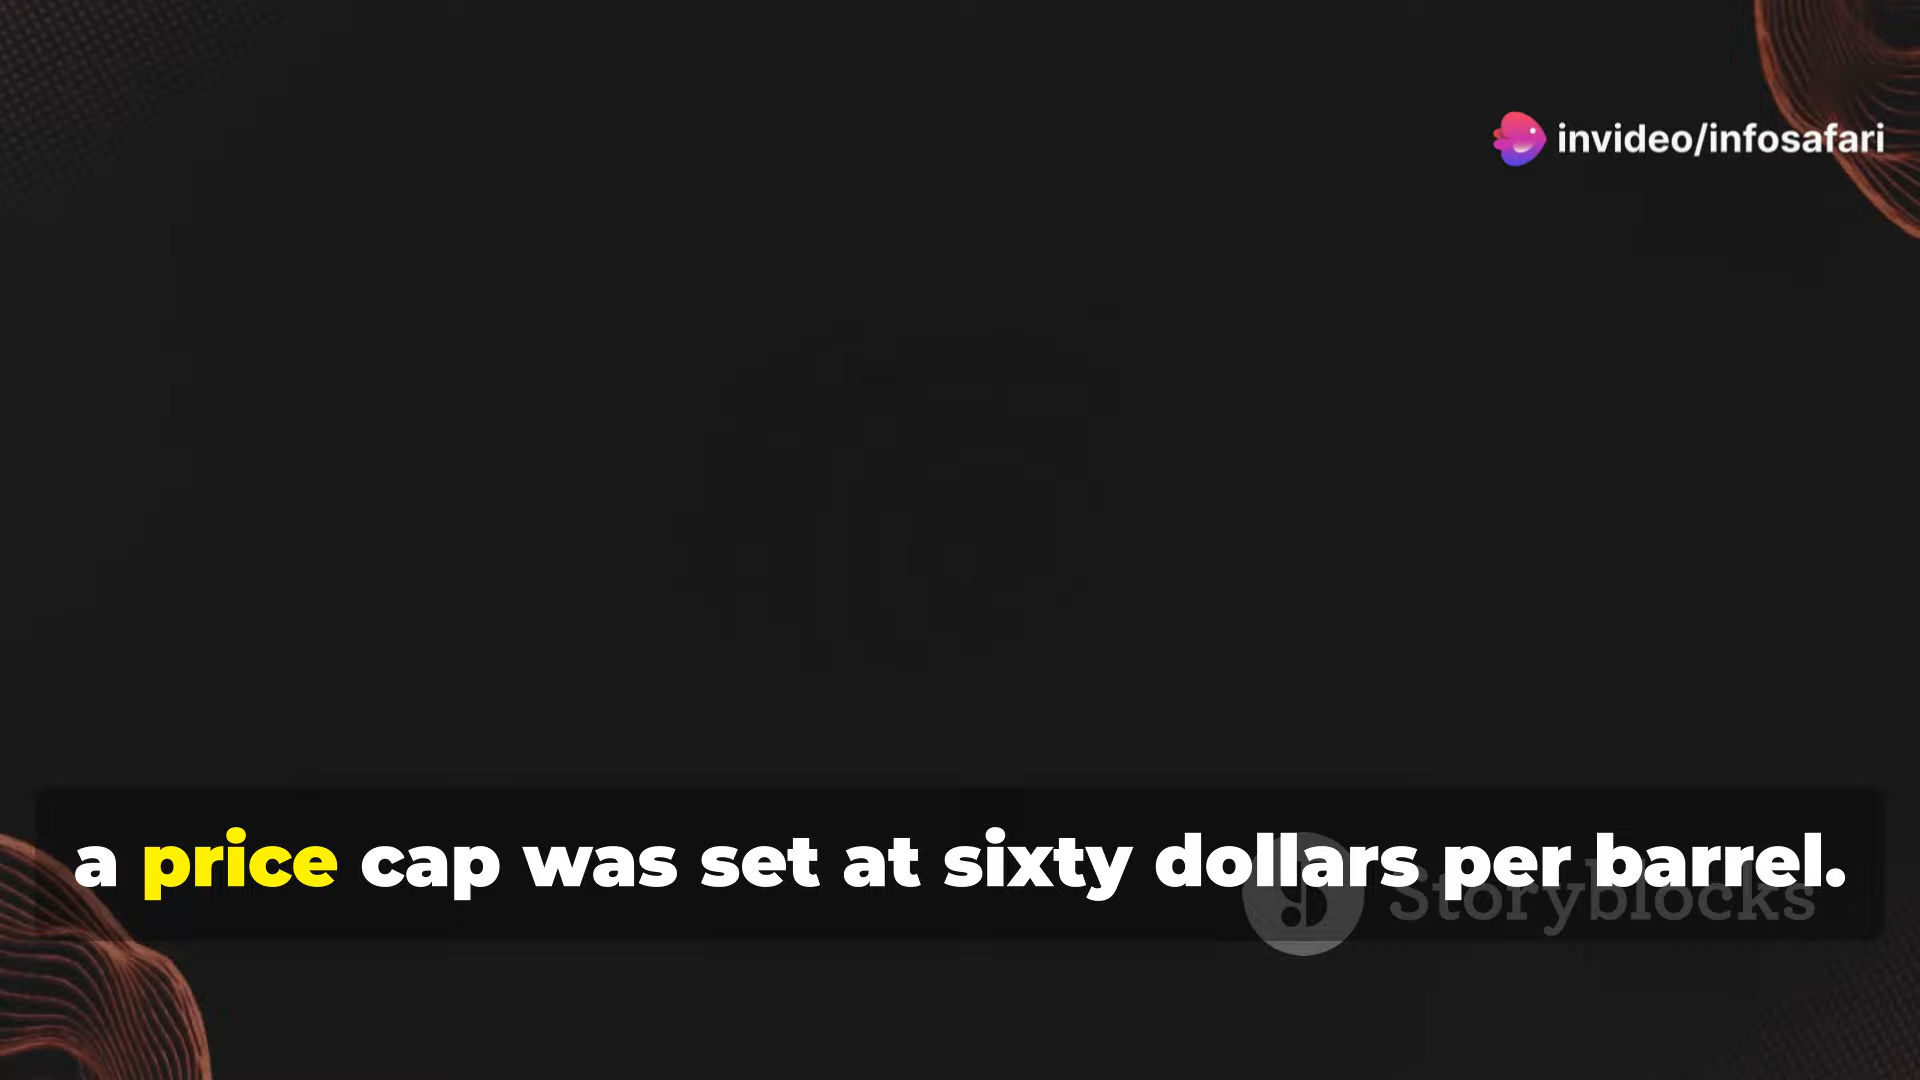 invideo/infosafari
a price cap was set at sixty dollars per barrel.
Storyblocks